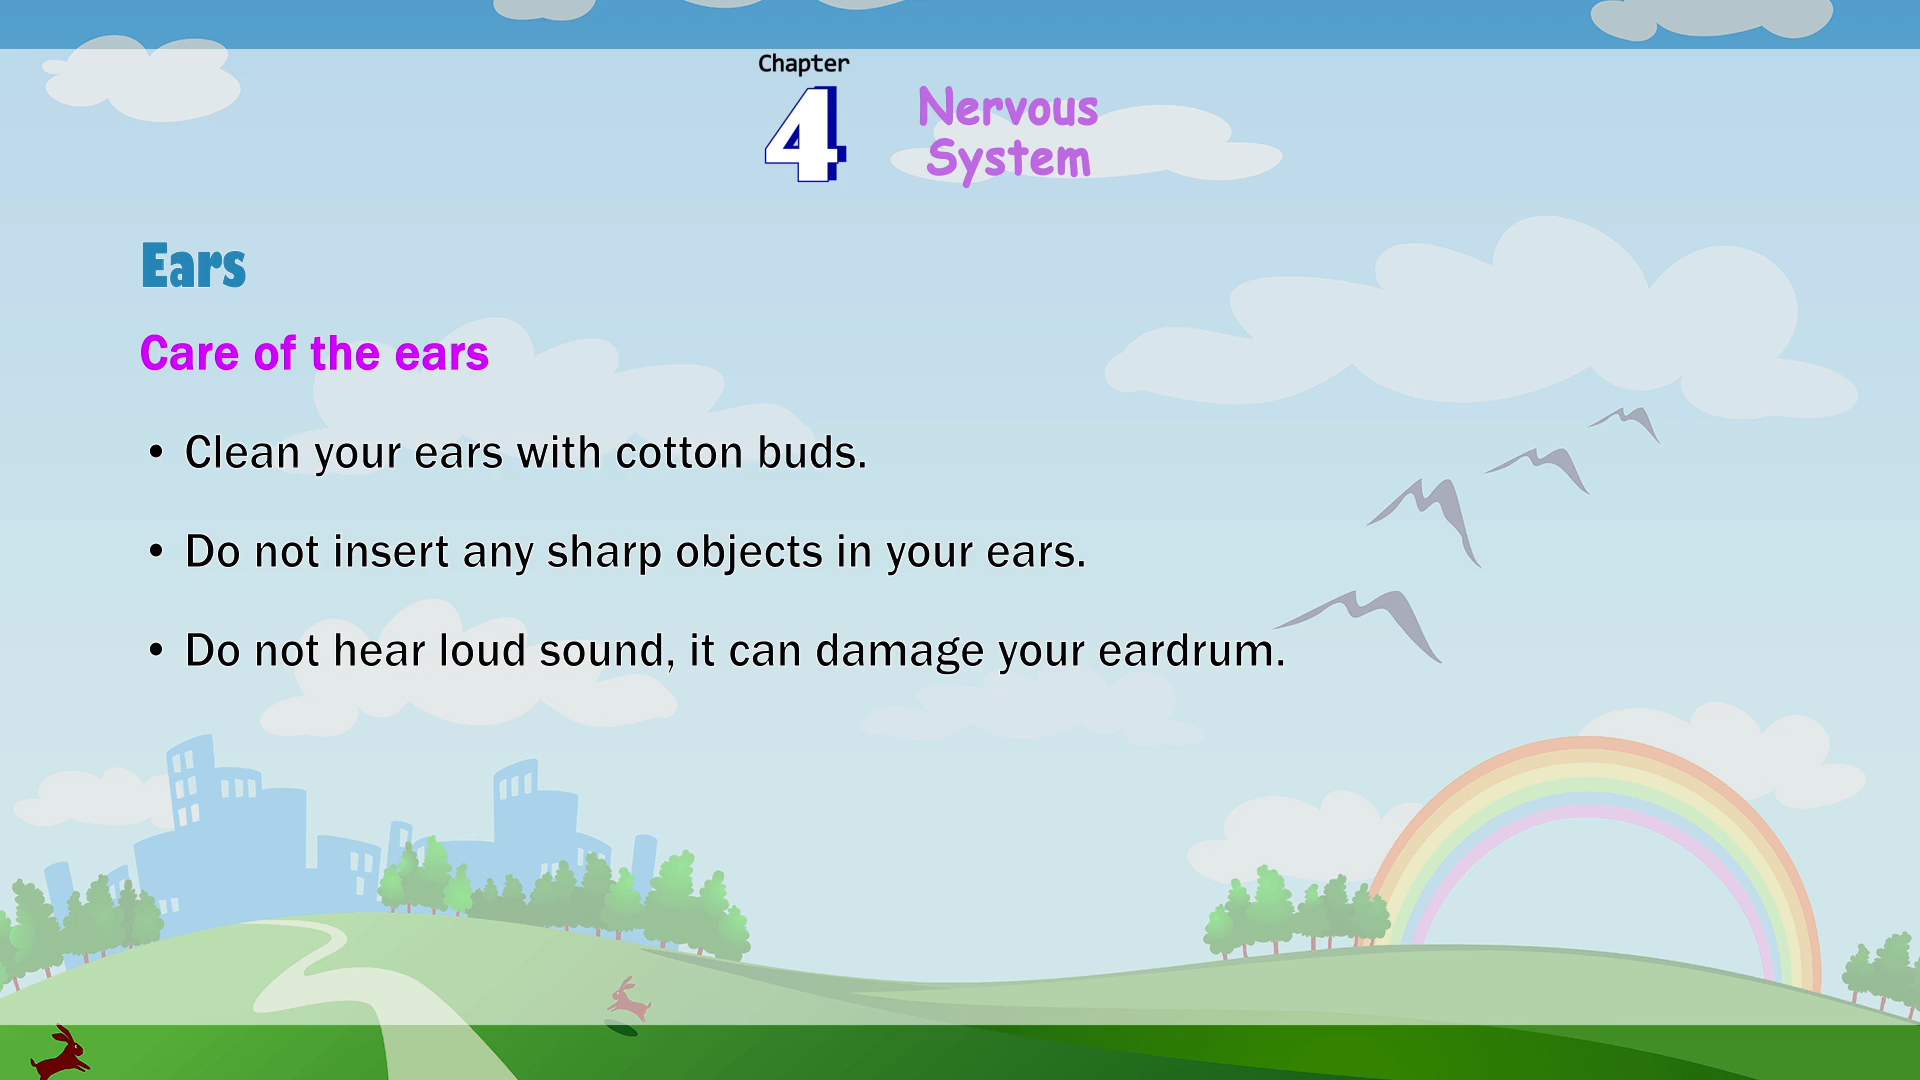 Chapter
4
Nervous
System
Ears
Care of the ears
• Clean your ears with cotton buds.
• Do not insert any sharp objects in your ears.
• Do not hear loud sound, it can damage your eardrum.